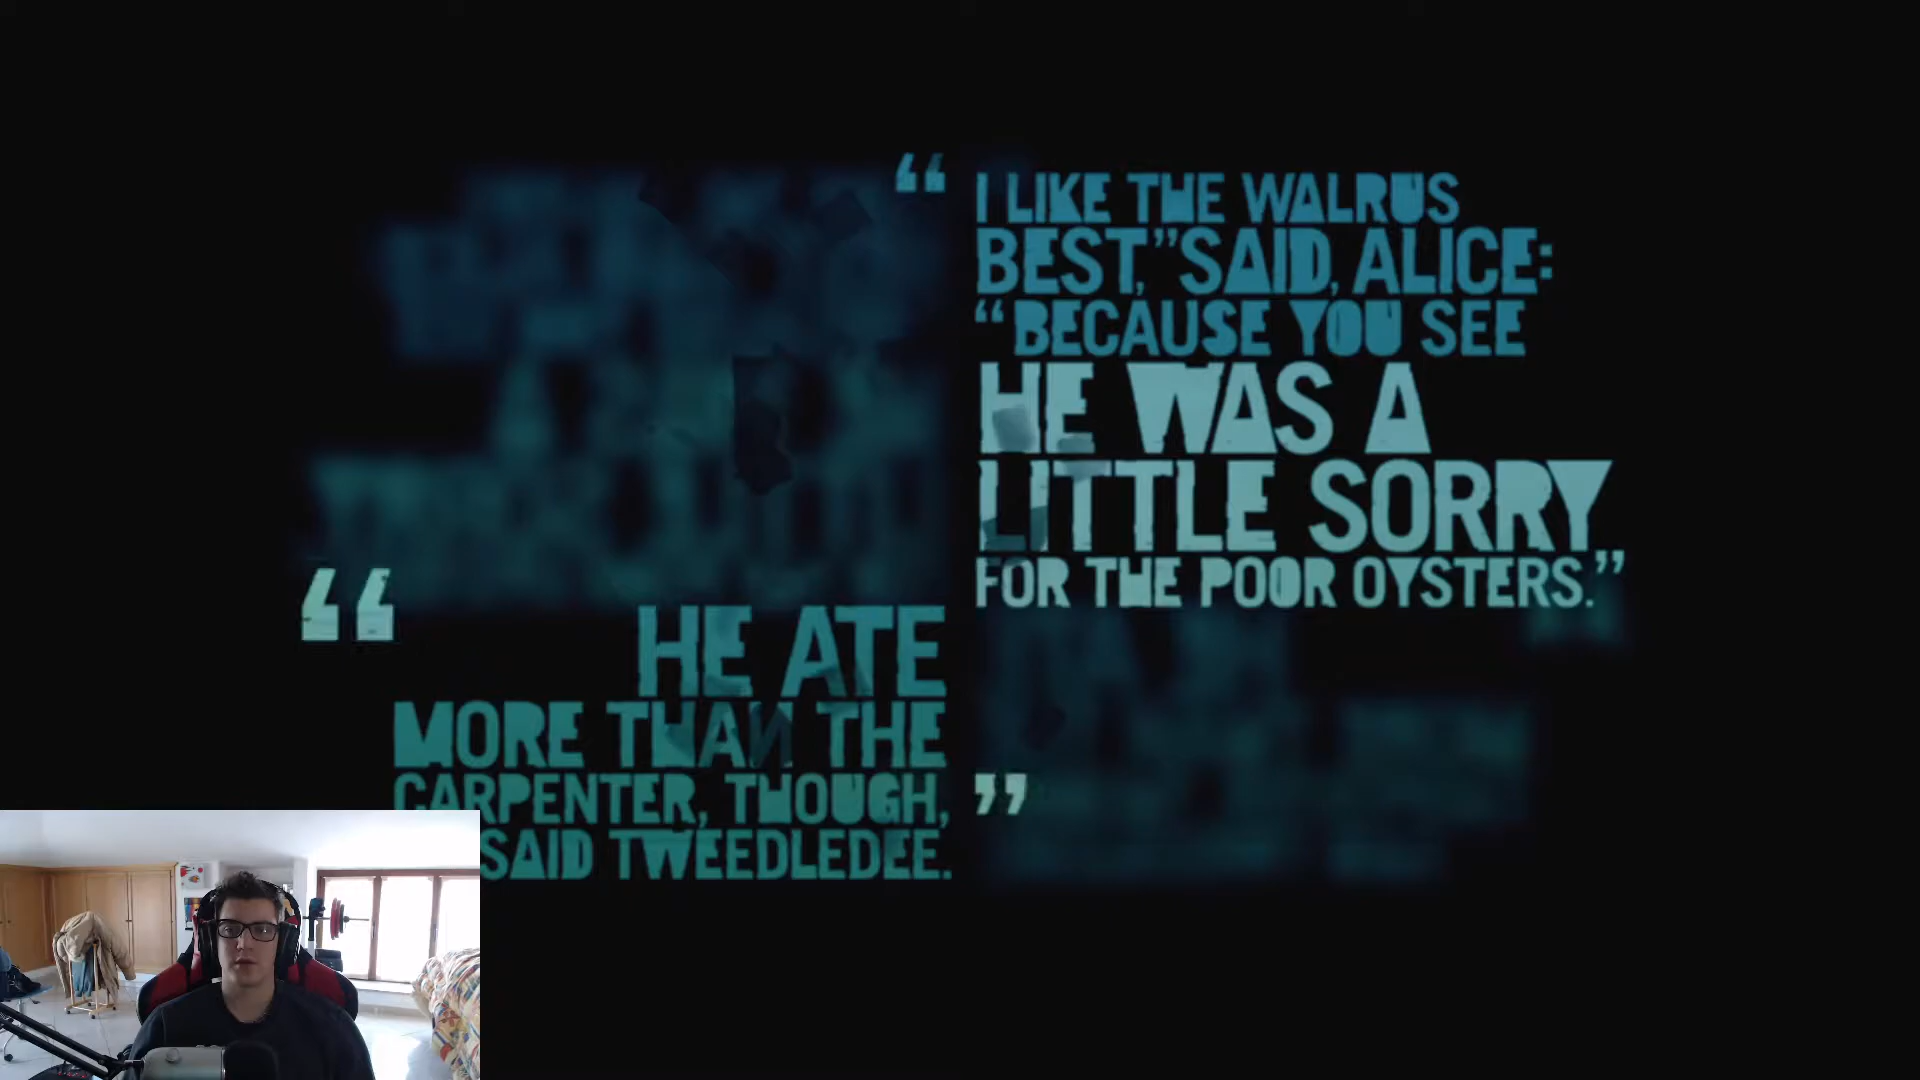 “ I LIKE THE WALRUS
BEST,” SAID, ALICE:
“BECAUSE YOU SEE
HE WAS A
LITTLE SORRY
FOR THE POOR OYSTERS.”
“ HE ATE
MORE THAN THE
CARPENTER, THOUGH,
SAID TWEEDLEDEE. ”